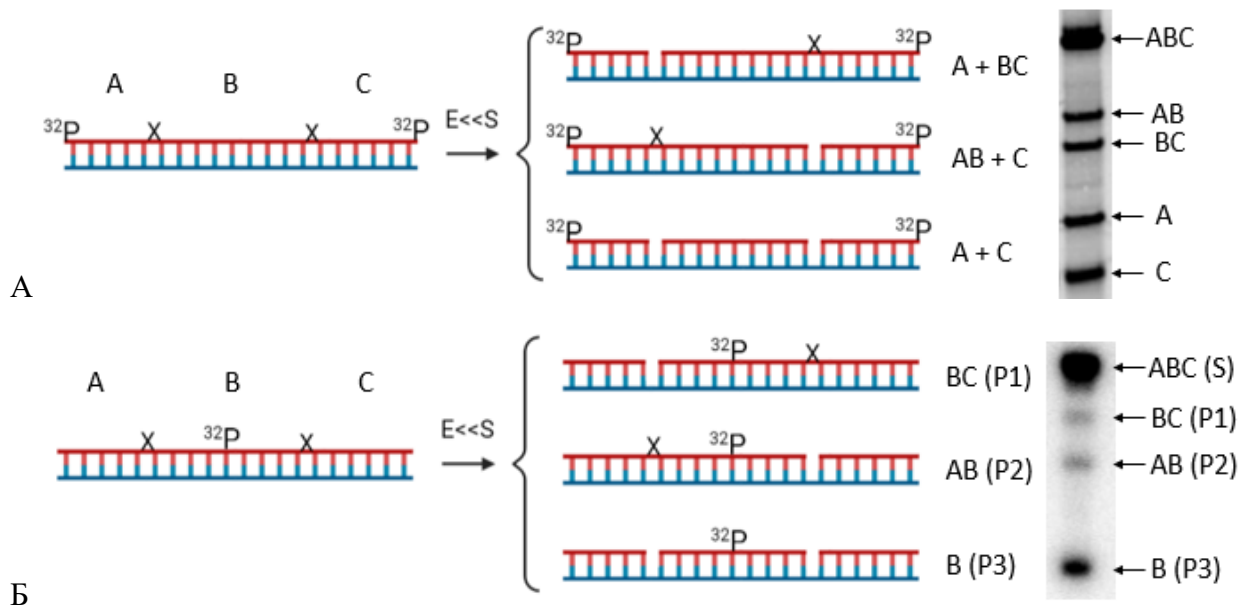 A B C
³²P X X ³²P
E<<S
³²P X ³²P
A + BC
³²P X ³²P
AB + C
³²P ³²P
A + C
ABC
AB
BC
A
C
А
A B C
X ³²P X
E<<S
³²P X
BC (P1)
X ³²P
AB (P2)
³²P
B (P3)
ABC (S)
BC (P1)
AB (P2)
B (P3)
Б